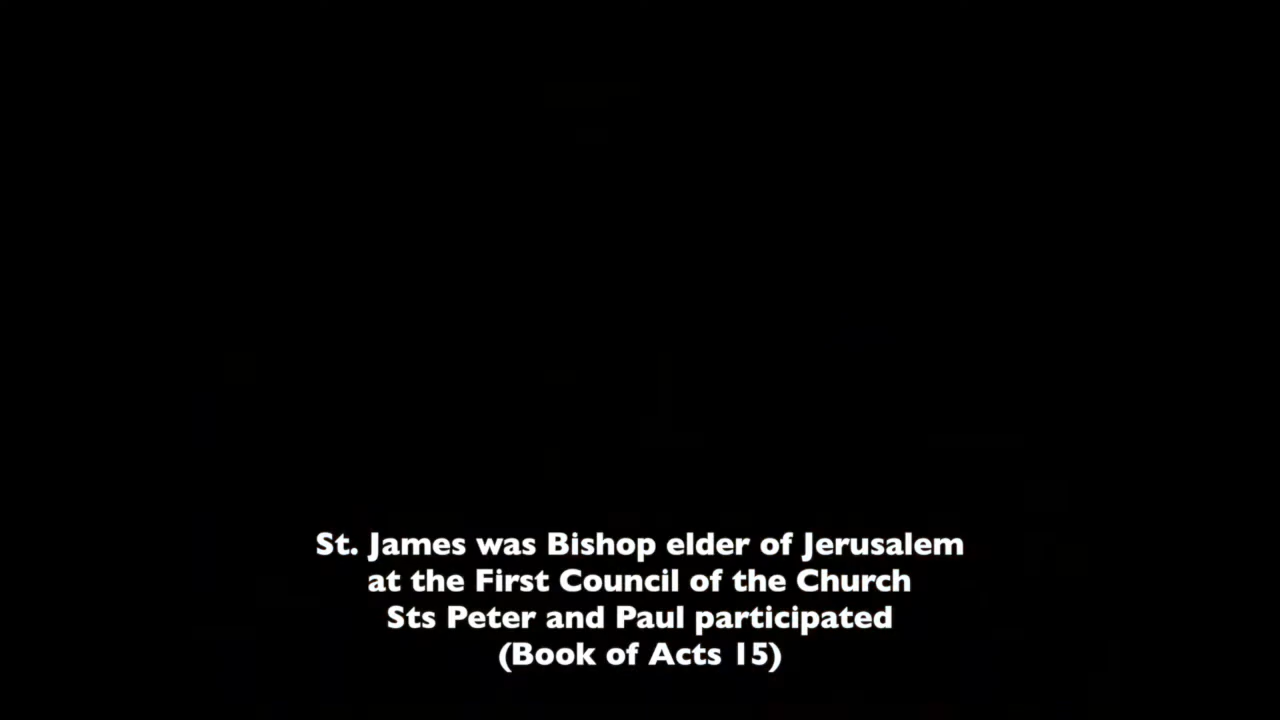 St. James was Bishop elder of Jerusalem
at the First Council of the Church
Sts Peter and Paul participated
(Book of Acts 15)